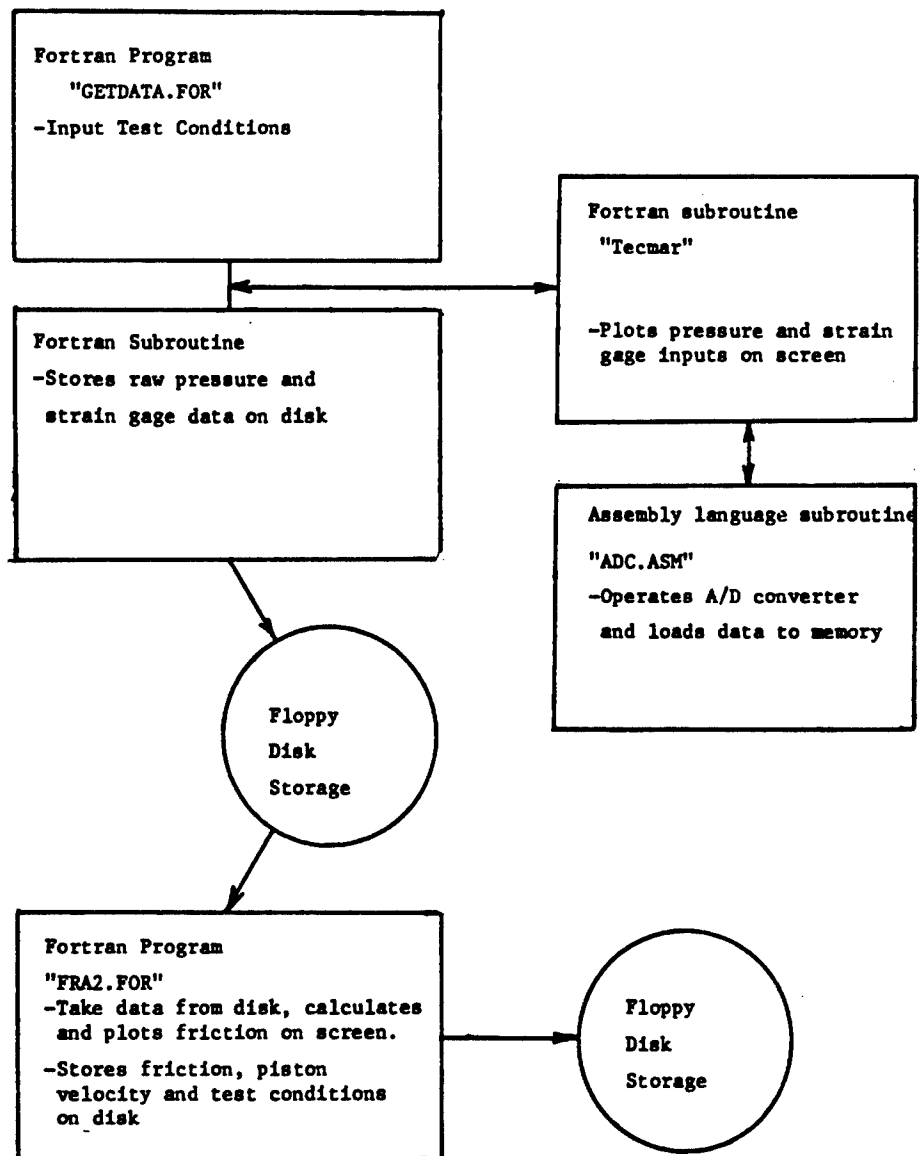 Fortran Program
"GETDATA.FOR"
-Input Test Conditions
Fortran subroutine
"Tecmar"
-Plots pressure and strain
gage inputs on screen
Fortran Subroutine
-Stores raw pressure and
strain gage data on disk
Assembly language subroutine
"ADC.ASM"
-Operates A/D converter
and loads data to memory
Floppy
Disk
Storage
Fortran Program
"FRA2.FOR"
-Take data from disk, calculates
and plots friction on screen.
-Stores friction, piston
velocity and test conditions
on disk
Floppy
Disk
Storage